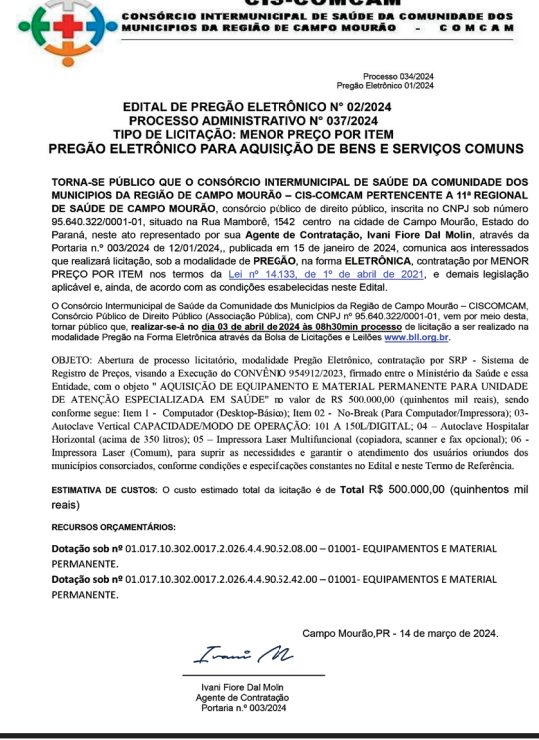 CIS-COMCAM
CONSÓRCIO INTERMUNICIPAL DE SAÚDE DA COMUNIDADE DOS
MUNICIPIOS DA REGIÃO DE CAMPO MOURÃO - C O M C A M
Processo 034/2024
Pregão Eletrônico 01/2024
EDITAL DE PREGÃO ELETRÔNICO N° 02/2024
PROCESSO ADMINISTRATIVO N° 037/2024
TIPO DE LICITAÇÃO: MENOR PREÇO POR ITEM
PREGÃO ELETRÔNICO PARA AQUISIÇÃO DE BENS E SERVIÇOS COMUNS
TORNA-SE PÚBLICO QUE O CONSÓRCIO INTERMUNICIPAL DE SAÚDE DA COMUNIDADE DOS
MUNICIPIOS DA REGIÃO DE CAMPO MOURÃO – CIS-COMCAM PERTENCENTE A 11ª REGIONAL
DE SAÚDE DE CAMPO MOURÃO, consórcio público de direito público, inscrita no CNPJ sob número
95.640.322/0001-01, situado na Rua Mamborê, 1542 centro na cidade de Campo Mourão, Estado do
Paraná, neste ato representado por sua Agente de Contratação, Ivani Fiore Dal Molin, através da
Portaria n.º 003/2024 de 12/01/2024,, publicada em 15 de janeiro de 2024, comunica aos interessados
que realizará licitação, sob a modalidade de PREGÃO, na forma ELETRÔNICA, contratação por MENOR
PREÇO POR ITEM nos termos da Lei nº 14.133, de 1º de abril de 2021, e demais legislação
aplicável e, ainda, de acordo com as condições estabelecidas neste Edital.
O Consórcio Intermunicipal de Saúde da Comunidade dos Municípios da Região de Campo Mourão – CISCOMCAM,
Consórcio Público de Direito Público (Associação Pública), com CNPJ nº 95.640.322/0001-01, vem por meio desta,
tornar público que, realizar-se-á no dia 03 de abril de 2024 às 08h30min processo de licitação a ser realizado na
modalidade Pregão na Forma Eletrônica através da Bolsa de Licitações e Leilões www.bll.org.br.
OBJETO: Abertura de processo licitatório, modalidade Pregão Eletrônico, contratação por SRP - Sistema de
Registro de Preços, visando a Execução do CONVÊNIO 954912/2023, firmado entre o Ministério da Saúde e essa
Entidade, com o objeto " AQUISIÇÃO DE EQUIPAMENTO E MATERIAL PERMANENTE PARA UNIDADE
DE ATENÇÃO ESPECIALIZADA EM SAÚDE" no valor de R$ 500.000,00 (quinhentos mil reais), sendo
conforme segue: Item 1 - Computador (Desktop-Básico); Item 02 - No-Break (Para Computador/Impressora); 03-
Autoclave Vertical CAPACIDADE/MODO DE OPERAÇÃO: 101 A 150L/DIGITAL; 04 – Autoclave Hospitalar
Horizontal (acima de 350 litros); 05 – Impressora Laser Multifuncional (copiadora, scanner e fax opcional); 06 -
Impressora Laser (Comum), para suprir as necessidades e garantir o atendimento dos usuários oriundos dos
municípios consorciados, conforme condições e especificações constantes no Edital e neste Termo de Referência.
ESTIMATIVA DE CUSTOS: O custo estimado total da licitação é de Total R$ 500.000,00 (quinhentos mil
reais)
RECURSOS ORÇAMENTÁRIOS:
Dotação sob nº 01.017.10.302.0017.2.026.4.4.90.52.08.00 – 01001- EQUIPAMENTOS E MATERIAL
PERMANENTE.
Dotação sob nº 01.017.10.302.0017.2.026.4.4.90.52.42.00 – 01001- EQUIPAMENTOS E MATERIAL
PERMANENTE.
Campo Mourão,PR - 14 de março de 2024.
Ivani M
Ivani Fiore Dal Molin
Agente de Contratação
Portaria n.º 003/2024